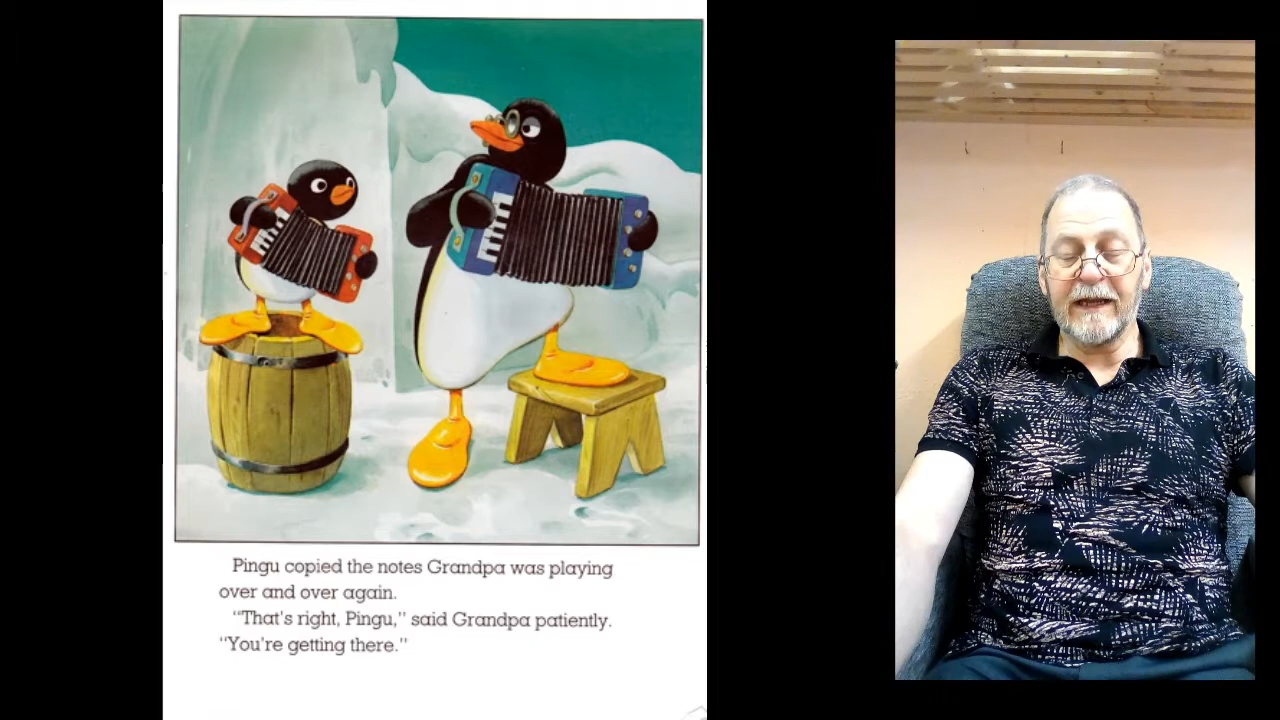 Pingu copied the notes Grandpa was playing
over and over again.
"That's right, Pingu," said Grandpa patiently.
"You're getting there."